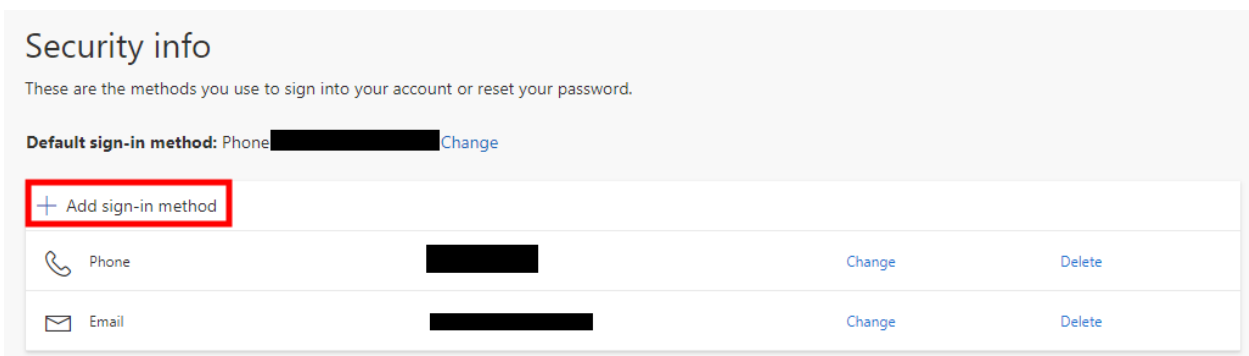 Security info
These are the methods you use to sign into your account or reset your password.
Default sign-in method: Phone Change
+ Add sign-in method
Phone Change Delete
Email Change Delete